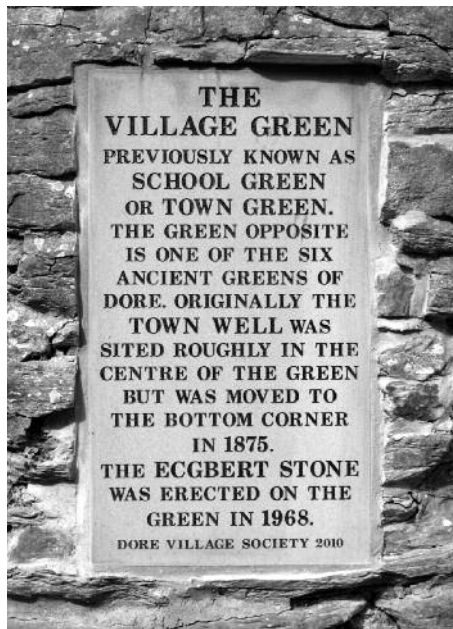 THE
VILLAGE GREEN
PREVIOUSLY KNOWN AS
SCHOOL GREEN
OR TOWN GREEN.
THE GREEN OPPOSITE
IS ONE OF THE SIX
ANCIENT GREENS OF
DORE. ORIGINALLY THE
TOWN WELL WAS
SITED ROUGHLY IN THE
CENTRE OF THE GREEN
BUT WAS MOVED TO
THE BOTTOM CORNER
IN 1875.
THE ECGBERT STONE
WAS ERECTED ON THE
GREEN IN 1968.
DORE VILLAGE SOCIETY 2010